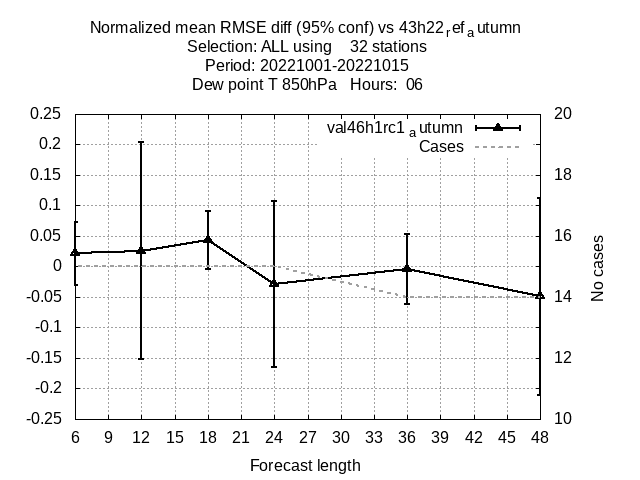 Normalized mean RMSE diff (95% conf) vs 43h22refautumn
Selection: ALL using 32 stations
Period: 20221001-20221015
Dew point T 850hPa Hours: 06
val46h1rc1autumn
Cases
0.25
0.2
0.15
0.1
0.05
0
-0.05
-0.1
-0.15
-0.2
-0.25
20
18
16
14
12
10
No cases
6 9 12 15 18 21 24 27 30 33 36 39 42 45 48
Forecast length